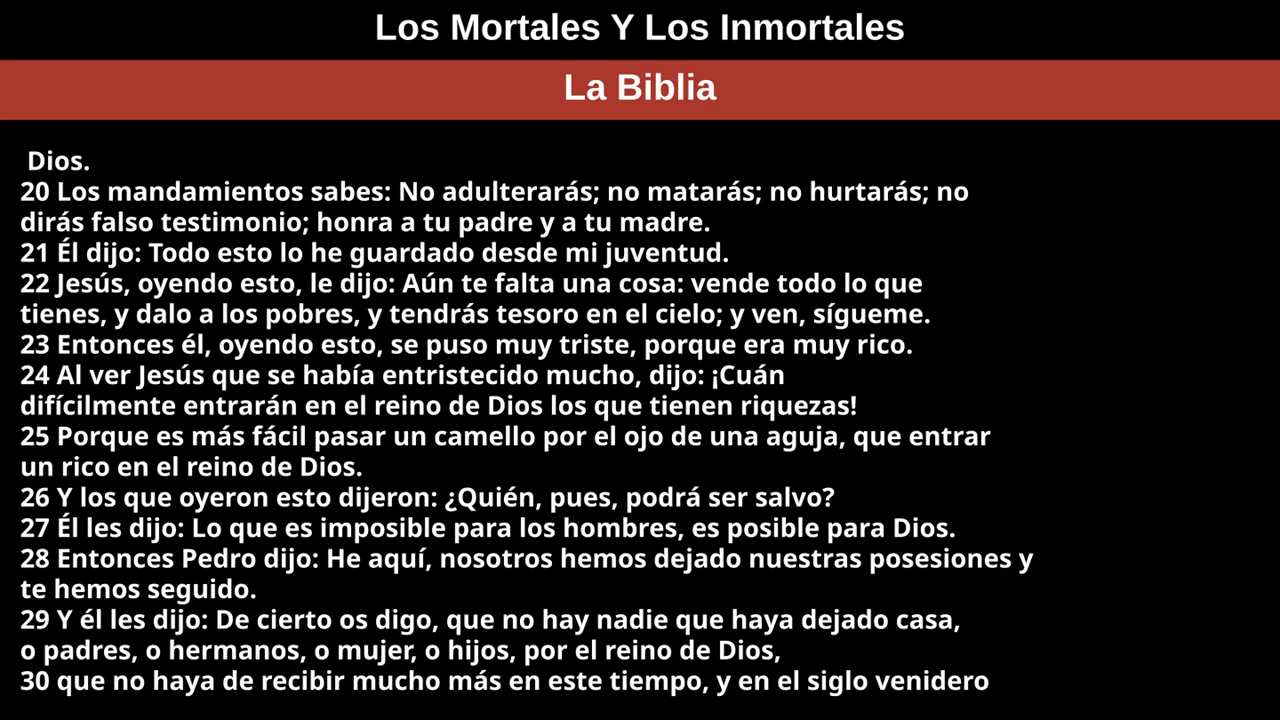 Los Mortales Y Los Inmortales
La Biblia
Dios.
20 Los mandamientos sabes: No adulterarás; no matarás; no hurtarás; no
dirás falso testimonio; honra a tu padre y a tu madre.
21 Él dijo: Todo esto lo he guardado desde mi juventud.
22 Jesús, oyendo esto, le dijo: Aún te falta una cosa: vende todo lo que
tienes, y dalo a los pobres, y tendrás tesoro en el cielo; y ven, sígueme.
23 Entonces él, oyendo esto, se puso muy triste, porque era muy rico.
24 Al ver Jesús que se había entristecido mucho, dijo: ¡Cuán
difícilmente entrarán en el reino de Dios los que tienen riquezas!
25 Porque es más fácil pasar un camello por el ojo de una aguja, que entrar
un rico en el reino de Dios.
26 Y los que oyeron esto dijeron: ¿Quién, pues, podrá ser salvo?
27 Él les dijo: Lo que es imposible para los hombres, es posible para Dios.
28 Entonces Pedro dijo: He aquí, nosotros hemos dejado nuestras posesiones y
te hemos seguido.
29 Y él les dijo: De cierto os digo, que no hay nadie que haya dejado casa,
o padres, o hermanos, o mujer, o hijos, por el reino de Dios,
30 que no haya de recibir mucho más en este tiempo, y en el siglo venidero